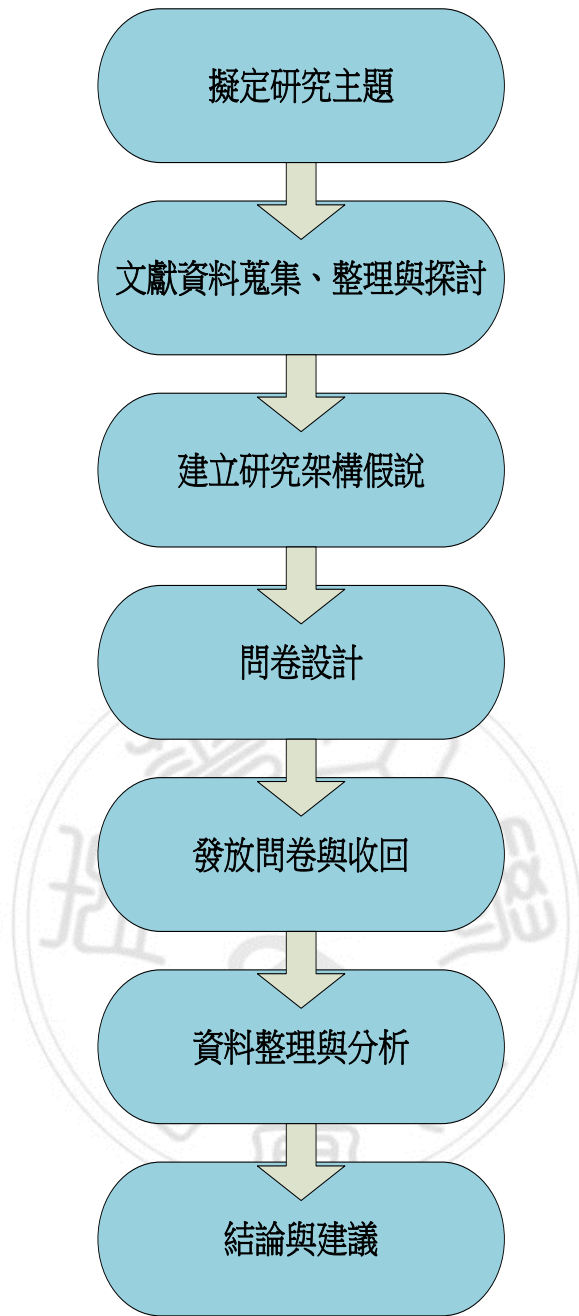 擬定研究主題
文獻資料蒐集、整理與探討
建立研究架構假說
問卷設計
發放問卷與收回
資料整理與分析
結論與建議